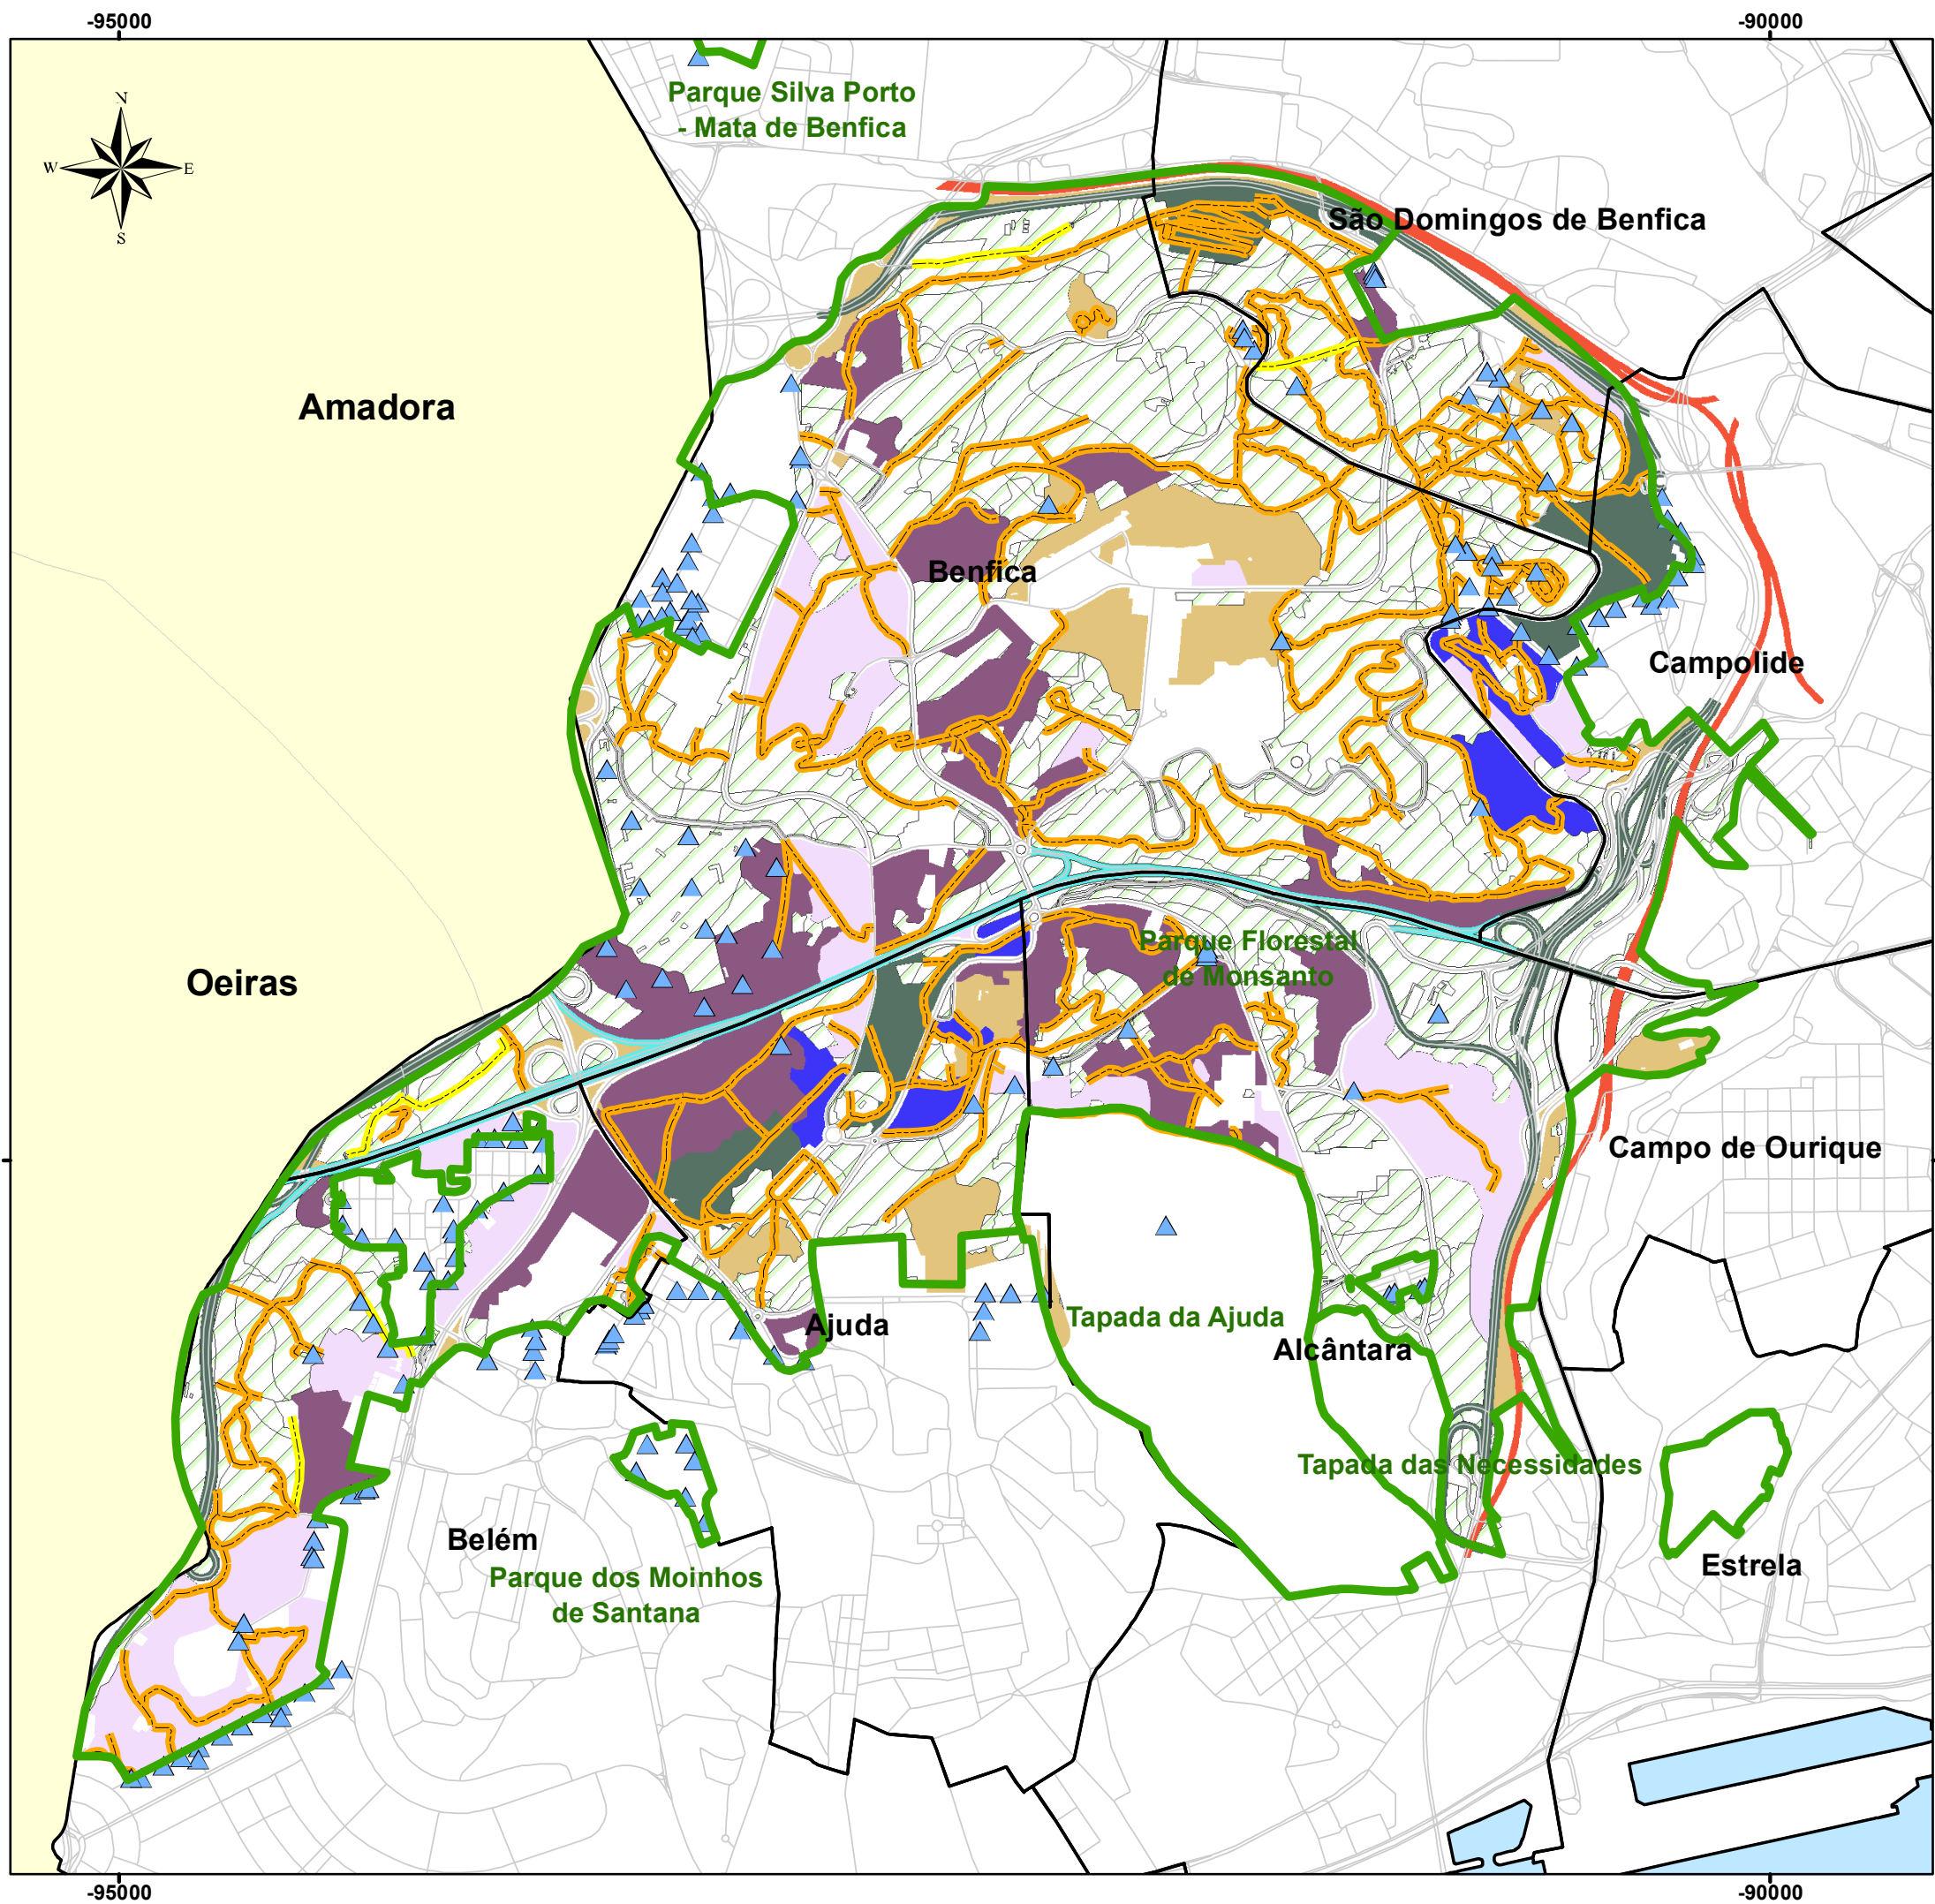 -95000
-90000
Parque Silva Porto
- Mata de Benfica
N
W
E
S
São Domingos de Benfica
Amadora
Benfica
Campolide
Parque Florestal
de Monsanto
Oeiras
Campo de Ourique
Ajuda
Tapada da Ajuda
Alcântara
Tapada das Necessidades
Belém
Parque dos Moinhos
de Santana
Estrela
-95000
-90000